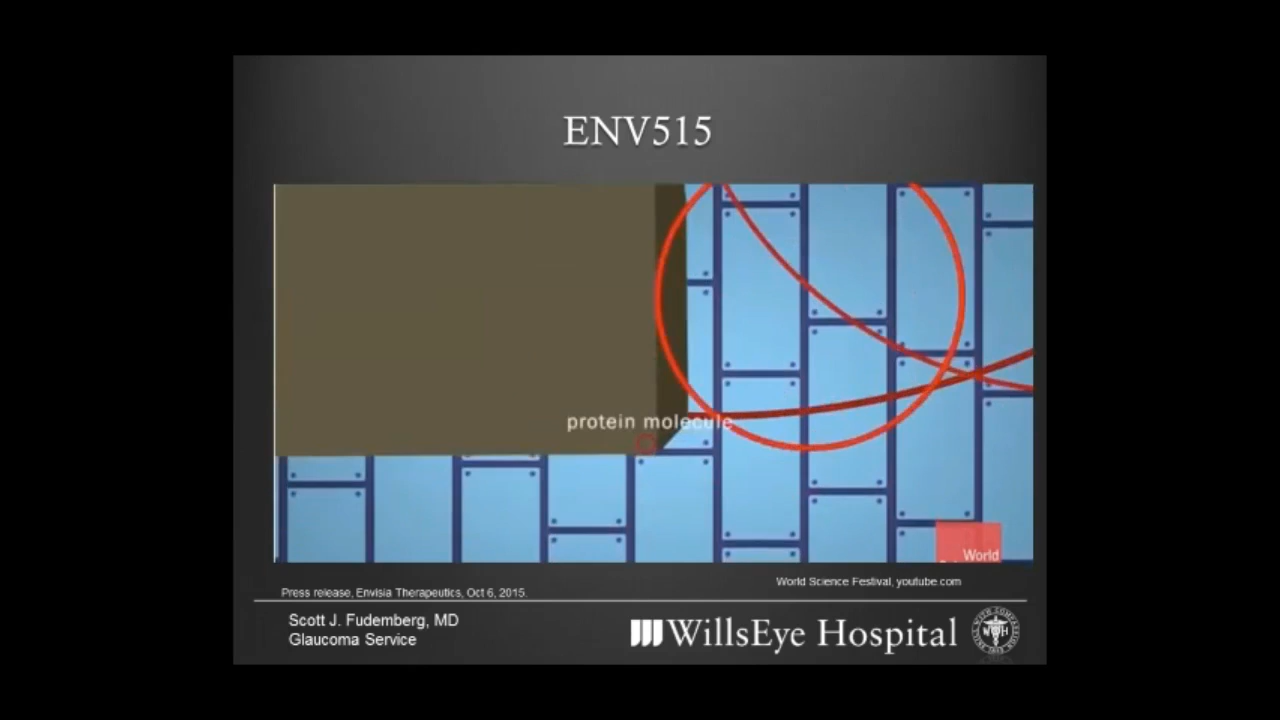 ENV515
protein molecule
World
World Science Festival, youtube.com
Press release, Envisia Therapeutics, Oct 6, 2015.
Scott J. Fudemberg, MD
Glaucoma Service
WillsEye Hospital